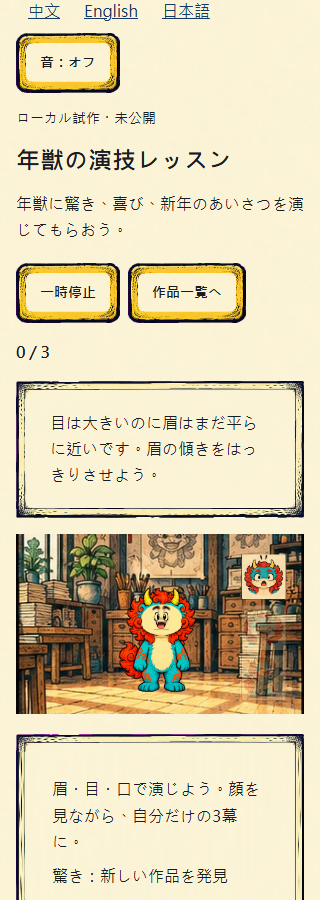 中文 English 日本語
音：オフ
ローカル試作・未公開
年獣の演技レッスン
年獣に驚き、喜び、新年のあいさつを演
じてもらおう。
一時停止 作品一覧へ
0 / 3
目は大きいのに眉はまだ平ら
に近いです。眉の傾きをはっ
きりさせよう。
眉・目・口で演じよう。顔を
見ながら、自分だけの3幕
に。
驚き：新しい作品を発見